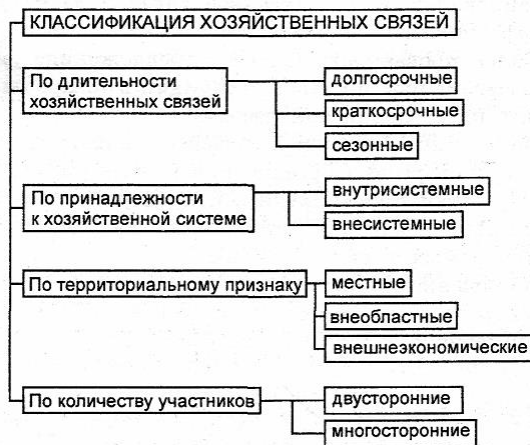 КЛАССИФИКАЦИЯ ХОЗЯЙСТВЕННЫХ СВЯЗЕЙ
По длительности
хозяйственных связей
долгосрочные
краткосрочные
сезонные
По принадлежности
к хозяйственной системе
внутрисистемные
внесистемные
По территориальному признаку
местные
внеобластные
внешнеэкономические
По количеству участников
двусторонние
многосторонние